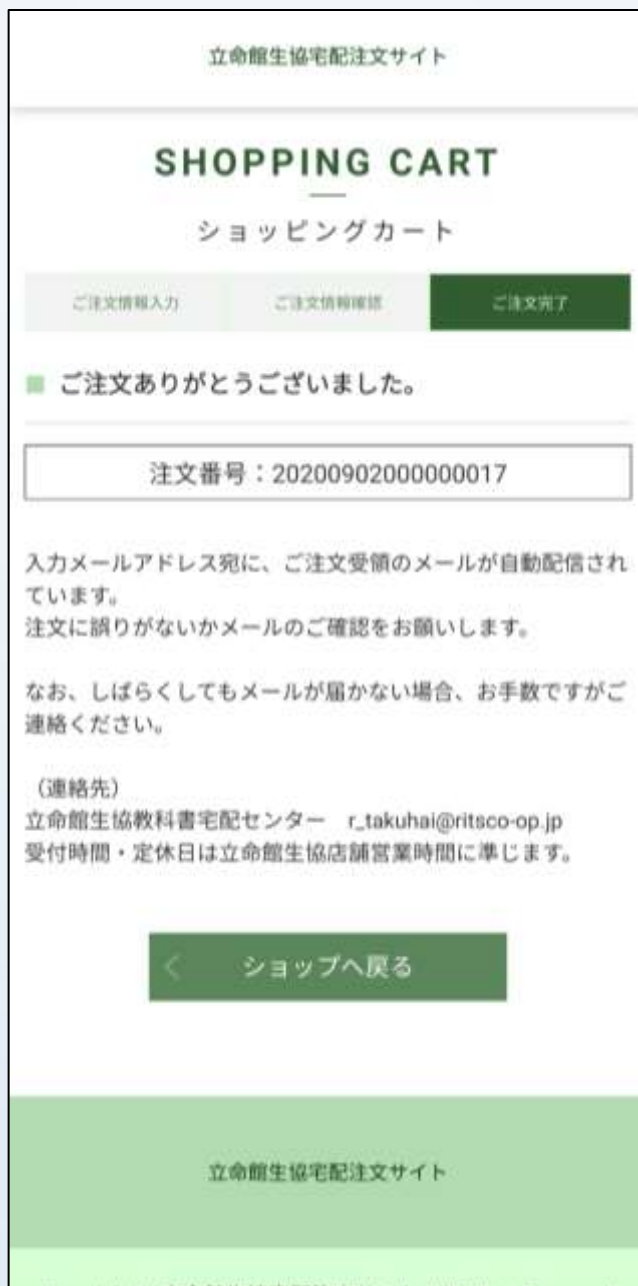 立命館生協宅配注文サイト
SHOPPING CART
ショッピングカート
ご注文情報入力
ご注文情報確認
ご注文完了
ご注文ありがとうございました。
注文番号：20200902000000017
入力メールアドレス宛に、ご注文受領のメールが自動配信され
ています。
注文に誤りがないかメールのご確認をお願いします。
なお、しばらくしてもメールが届かない場合、お手数ですがご
連絡ください。
（連絡先）
立命館生協教科書宅配センター　r_takuhai@ritsco-op.jp
受付時間・定休日は立命館生協店舗営業時間に準じます。
ショップへ戻る
立命館生協宅配注文サイト